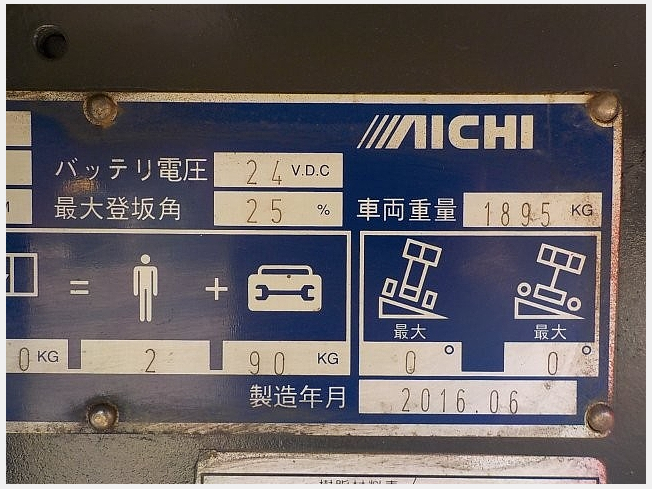 AICHI
バッテリ電圧 24 V.D.C
最大登坂角 25 % 車両重量 1895 KG
= +
最大 最大
0 KG 2 90 KG 0° 0°
製造年月 2016.06